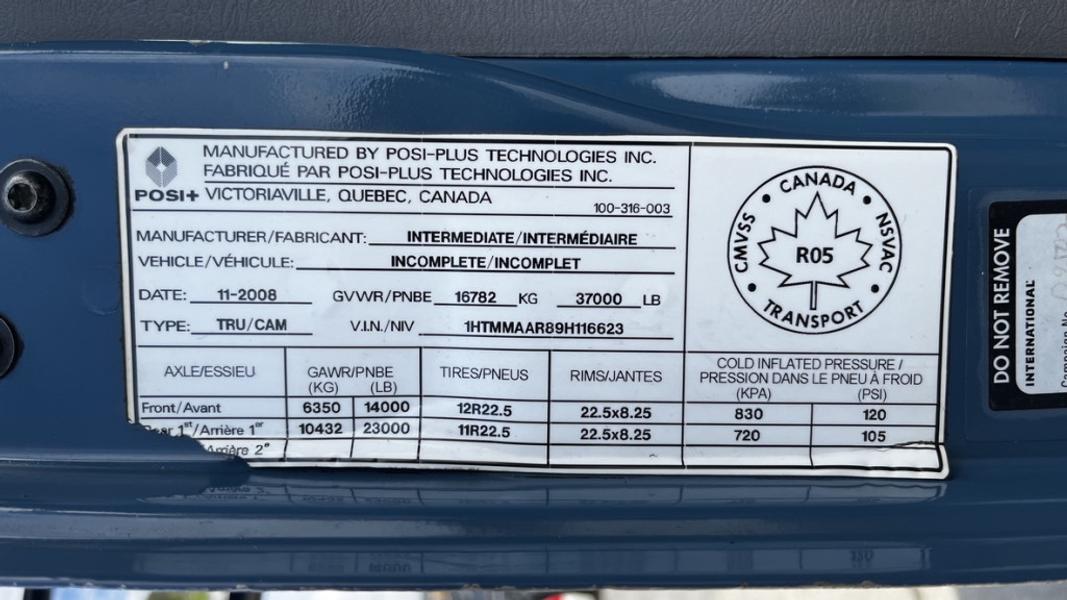 MANUFACTURED BY POSI-PLUS TECHNOLOGIES INC.
FABRIQUÉ PAR POSI-PLUS TECHNOLOGIES INC.
POSI+ VICTORIAVILLE, QUEBEC, CANADA
100-316-003
MANUFACTURER/FABRICANT: INTERMEDIATE/INTERMÉDIAIRE
VEHICLE/VÉHICULE: INCOMPLETE/INCOMPLET
DATE: 11-2008 GVWR/PNBE 16782 KG 37000 LB
TYPE: TRU/CAM V.I.N./NIV 1HTMMAAR89H116623
CANADA
CMVSS
NSVAC
R05
TRANSPORT
AXLE/ESSIEU GAWR/PNBE TIRES/PNEUS RIMS/JANTES COLD INFLATED PRESSURE /
PRESSION DANS LE PNEU À FROID
(KG) (LB) (KPA) (PSI)
Front/Avant 6350 14000 12R22.5 22.5x8.25 830 120
1st/Arrière 1er 10432 23000 11R22.5 22.5x8.25 720 105
Arrière 2e
DO NOT REMOVE
INTERNATIONAL
Campaign No.